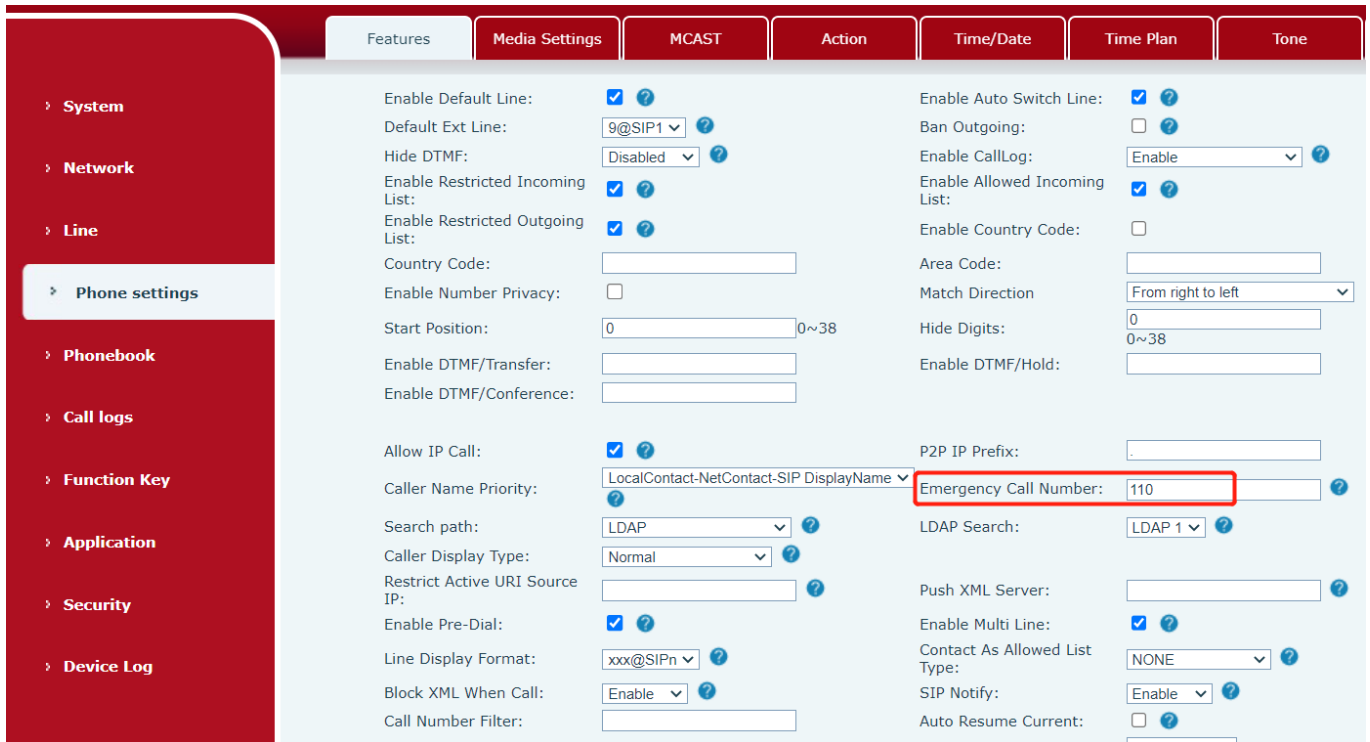 Features Media Settings MCAST Action Time/Date Time Plan Tone
System
Network
Line
Phone settings
Phonebook
Call logs
Function Key
Application
Security
Device Log
Enable Default Line: ? Enable Auto Switch Line: ?
Default Ext Line: 9@SIP1 ? Ban Outgoing: ?
Hide DTMF: Disabled ? Enable CallLog: Enable ?
Enable Restricted Incoming List: ? Enable Allowed Incoming List: ?
Enable Restricted Outgoing List: ? Enable Country Code:
Country Code: Area Code:
Enable Number Privacy: Match Direction From right to left
Start Position: 0 0~38 Hide Digits: 0 0~38
Enable DTMF/Transfer: Enable DTMF/Hold:
Enable DTMF/Conference:
Allow IP Call: ? P2P IP Prefix: .
Caller Name Priority: LocalContact-NetContact-SIP DisplayName ? Emergency Call Number: 110 ?
Search path: LDAP ? LDAP Search: LDAP 1 ?
Caller Display Type: Normal ?
Restrict Active URI Source IP: ? Push XML Server: ?
Enable Pre-Dial: ? Enable Multi Line: ?
Line Display Format: xxx@SIPn ? Contact As Allowed List Type: NONE ?
Block XML When Call: Enable ? SIP Notify: Enable ?
Call Number Filter: Auto Resume Current: ?